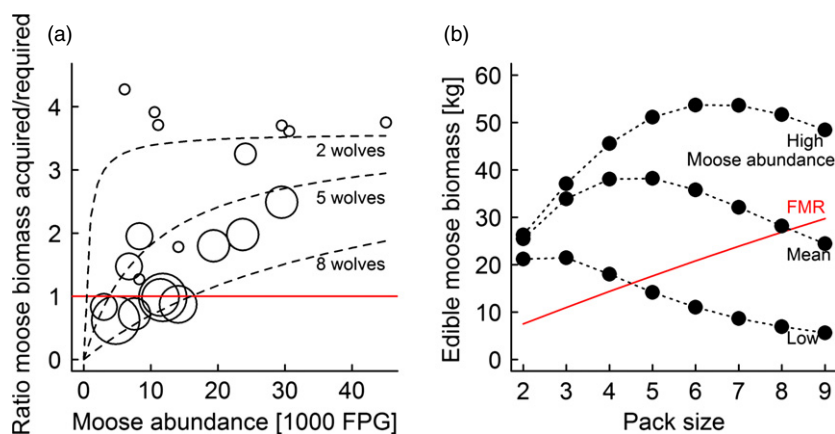 (a)
Ratio moose biomass acquired/required
4
3
2
1
0
2 wolves
5 wolves
8 wolves
0 10 20 30 40
Moose abundance [1000 FPG]
(b)
Edible moose biomass [kg]
60
50
40
30
20
10
0
High
Moose abundance
FMR
Mean
Low
2 3 4 5 6 7 8 9
Pack size